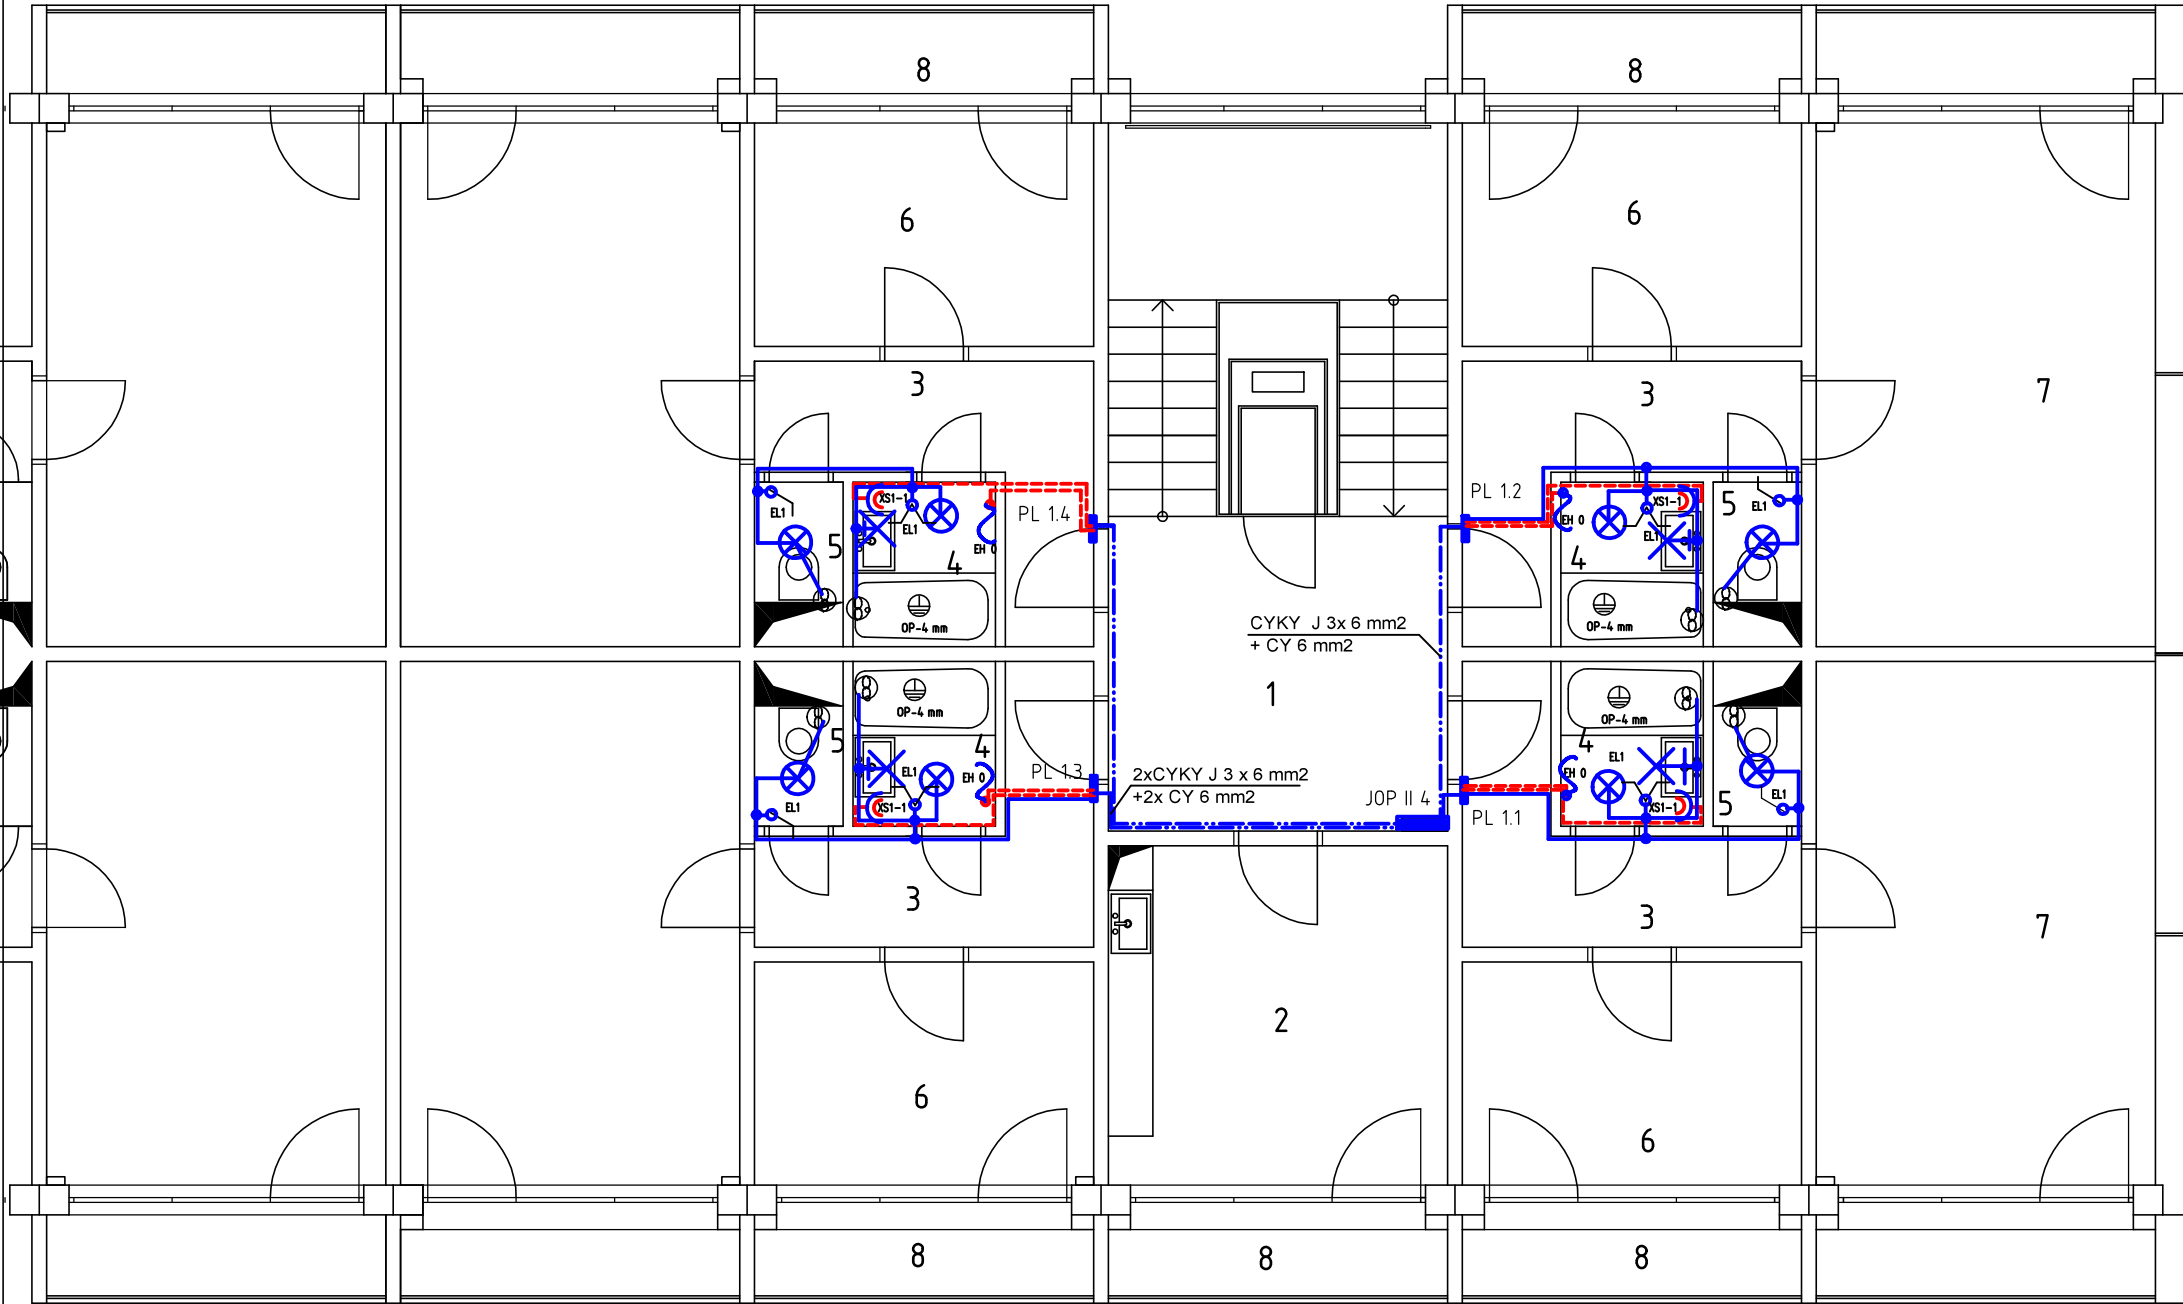 8
8
6
6
3
3
7
PL 1.4
PL 1.2
XS1-1
EL1
EL1
EH 0
5
4
OP-4 mm
EH 0
XS1-1
EL1
5
EL1
4
OP-4 mm
CYKY J 3x 6 mm2
+ CY 6 mm2
1
OP-4 mm
5
4
EL1
EH 0
XS1-1
EL1
PL 1.3
2xCYKY J 3 x 6 mm2
+2x CY 6 mm2
JOP II 4
OP-4 mm
4
EL1
EH 0
XS1-1
5
EL1
PL 1.1
3
3
7
2
6
6
8
8
8